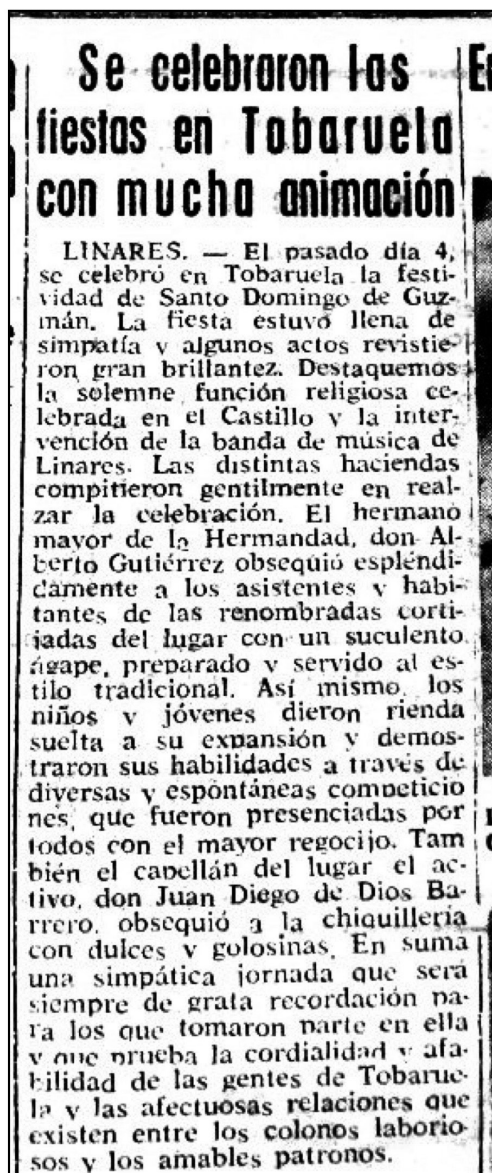 Se celebraron las
fiestas en Tobaruela
con mucha animación
LINARES. — El pasado día 4,
se celebró en Tobaruela la festi-
vidad de Santo Domingo de Guz-
mán. La fiesta estuvo llena de
simpatía y algunos actos revistie-
ron gran brillantez. Destaquemos
la solemne función religiosa ce-
lebrada en el Castillo y la inter-
vención de la banda de música de
Linares. Las distintas haciendas
compitieron gentilmente en real-
zar la celebración. El hermano
mayor de la Hermandad, don Al-
berto Gutiérrez obsequió espléndi-
damente a los asistentes y habi-
tantes de las renombradas corti-
jadas del lugar con un suculento
ágape, preparado y servido al es-
tilo tradicional. Así mismo, los
niños y jóvenes dieron rienda
suelta a su expansión y demos-
traron sus habilidades a través de
diversas y espontáneas competicio
nes, que fueron presenciadas por
todos con el mayor regocijo. Tam
bién el capellán del lugar el ac-
tivo, don Juan Diego de Dios Ba-
rrero, obsequió a la chiquillería
con dulces y golosinas. En suma
una simpática jornada que será
siempre de grata recordación pa-
ra los que tomaron parte en ella
y que prueba la cordialidad y afa-
bilidad de las gentes de Tobarue-
la y las afectuosas relaciones que
existen entre los colonos laborio-
sos y los amables patronos.